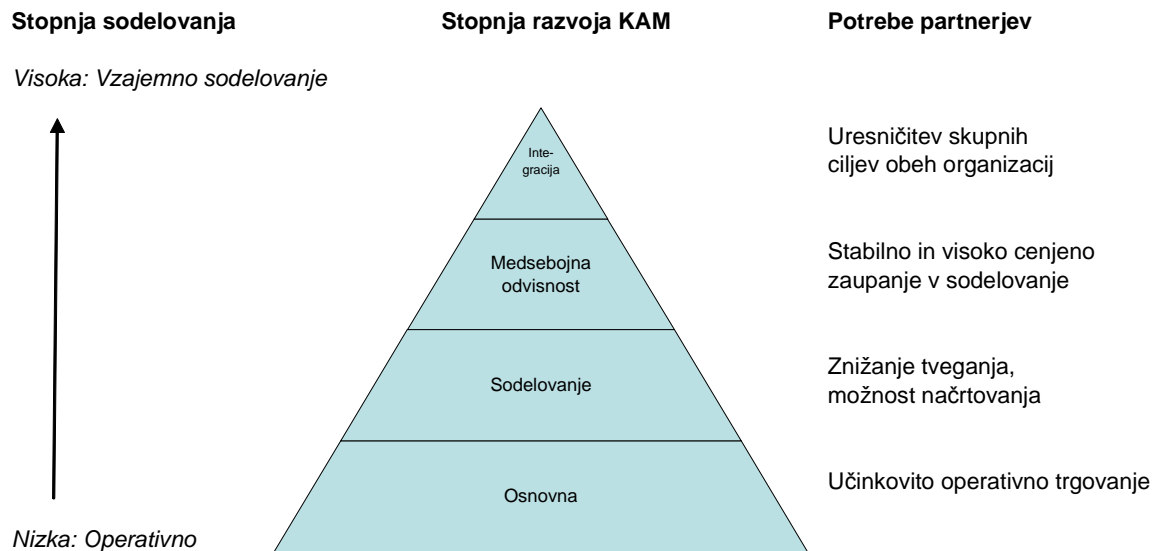 Stopnja sodelovanja
Stopnja razvoja KAM
Potrebe partnerjev
Visoka: Vzajemno sodelovanje
Inte-
gracija
Uresničitev skupnih
ciljev obeh organizacij
Medsebojna
odvisnost
Stabilno in visoko cenjeno
zaupanje v sodelovanje
Sodelovanje
Znižanje tveganja,
možnost načrtovanja
Osnovna
Učinkovito operativno trgovanje
Nizka: Operativno